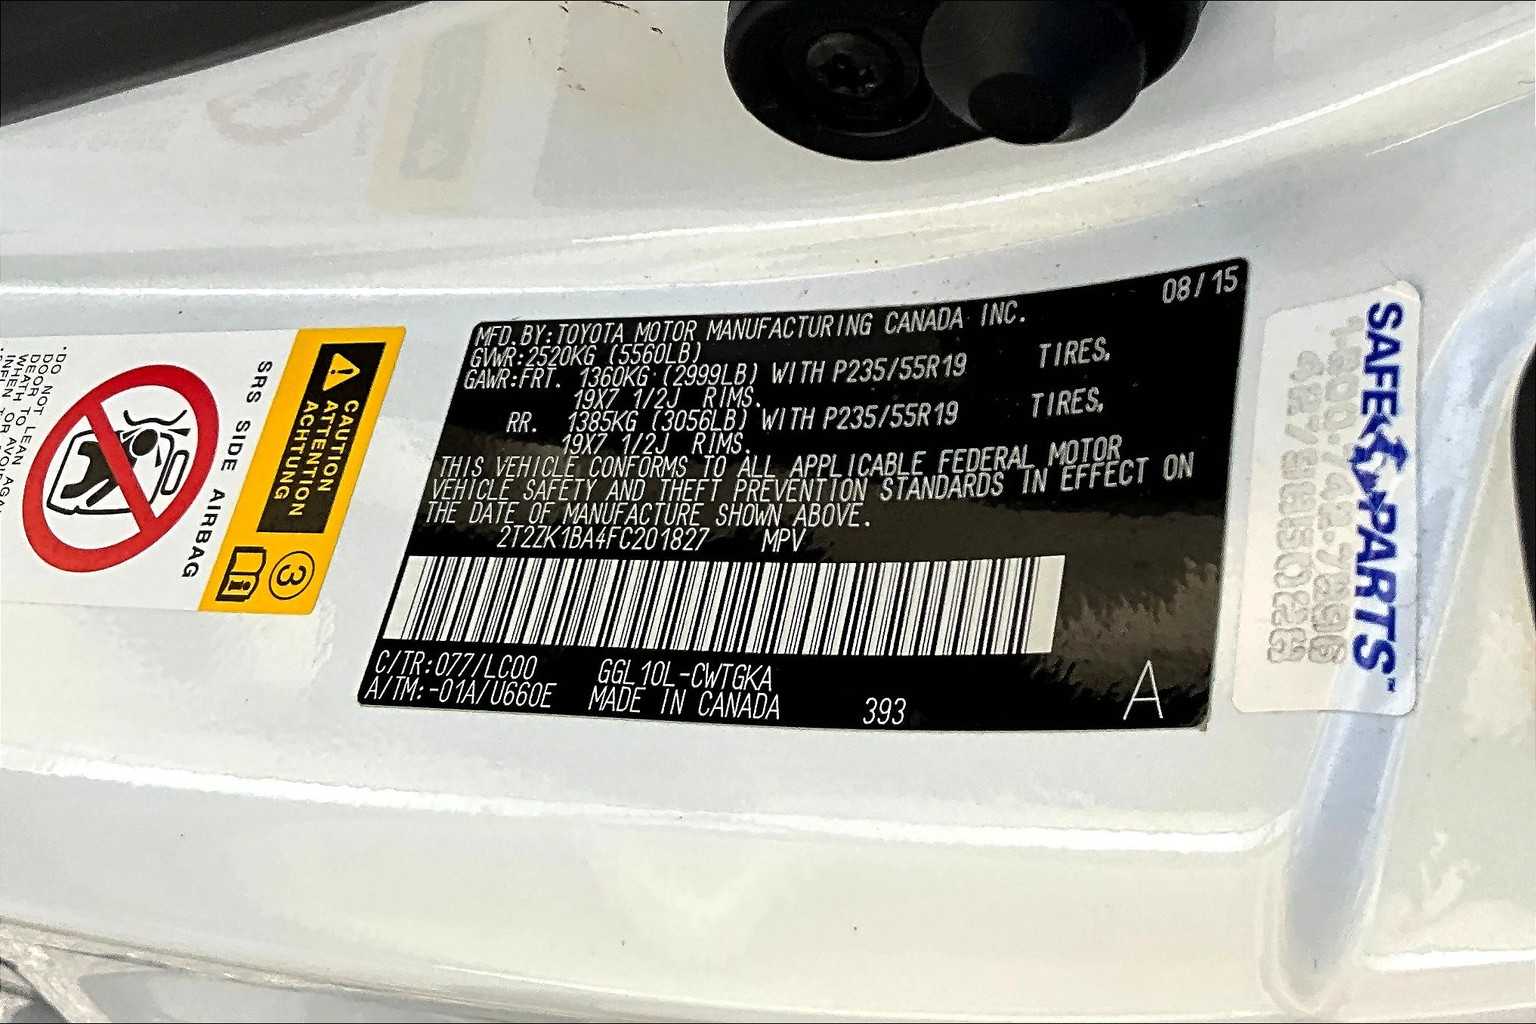 08/15
MFD. BY: TOYOTA MOTOR MANUFACTURING CANADA INC.
GVWR: 2520KG (5560LB)
GAWR: FRT. 1360KG (2999LB) WITH P235/55R19 TIRES,
19X7 1/2J RIMS.
RR. 1385KG (3056LB) WITH P235/55R19 TIRES,
19X7 1/2J RIMS.
THIS VEHICLE CONFORMS TO ALL APPLICABLE FEDERAL MOTOR
VEHICLE SAFETY AND THEFT PREVENTION STANDARDS IN EFFECT ON
THE DATE OF MANUFACTURE SHOWN ABOVE.
2T2ZK1BA4FC201827 MPV
C/TR: 077/LC00 GGL10L-CWTGKA
A/TM: -01A/U660E MADE IN CANADA 393 A
CAUTION
ATTENTION
ACHTUNG
3
i
SRS SIDE AIRBAG
SAFE PARTS™